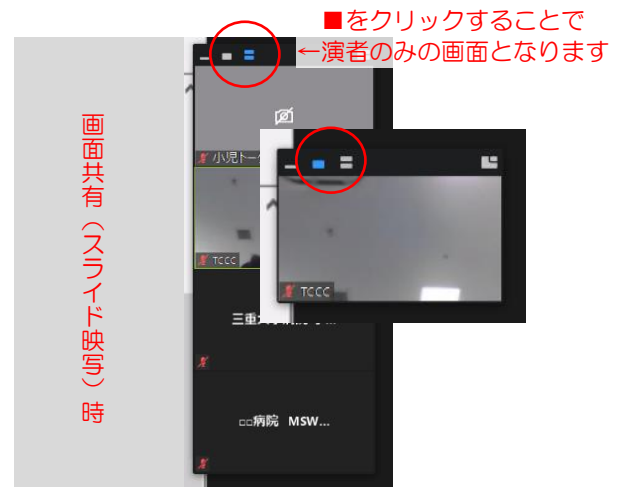 ■をクリックすることで
←演者のみの画面となります
画面共有（スライド映写）時
小児トー
TCCC
TCCC
三重
□□病院 MSW...